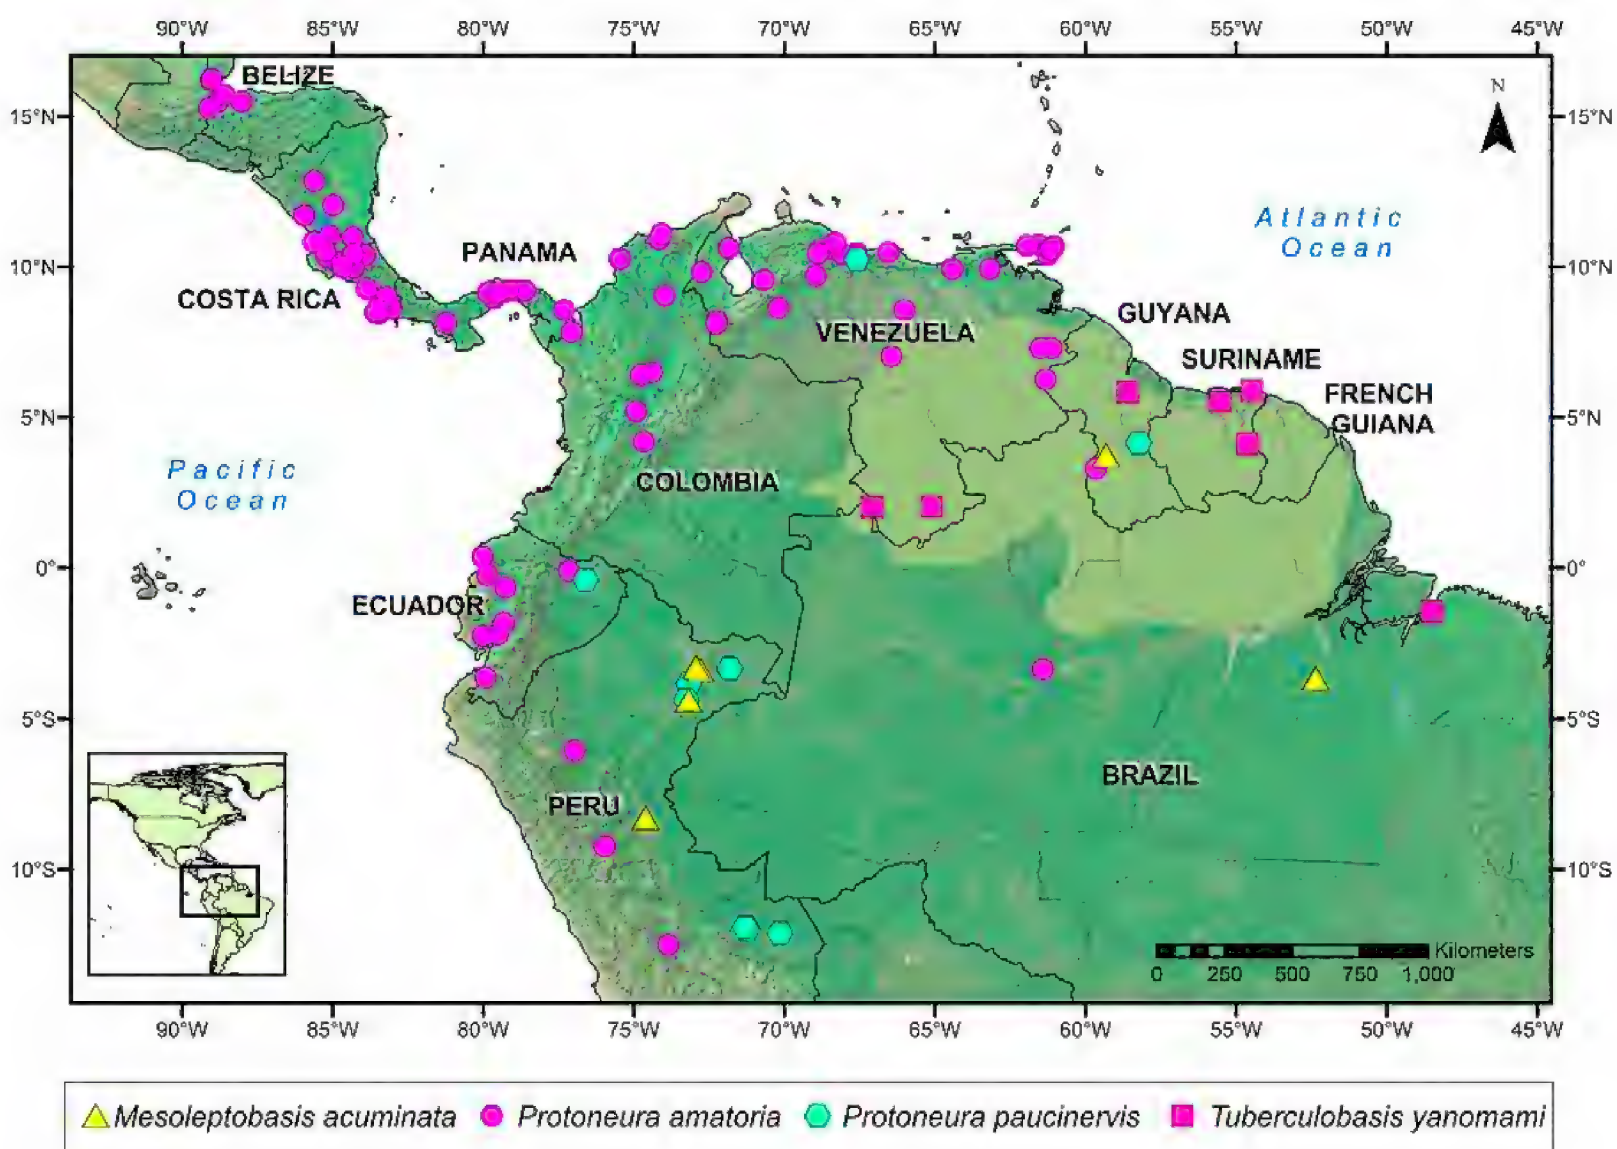 90°W 85°W 80°W 75°W 70°W 65°W 60°W 55°W 50°W 45°W
BELIZE
15°N 15°N
N
Atlantic
Ocean
PANAMA
10°N 10°N
COSTA RICA
GUYANA
VENEZUELA
SURINAME
FRENCH
GUIANA
5°N 5°N
Pacific
Ocean
COLOMBIA
0° 0°
ECUADOR
5°S 5°S
BRAZIL
PERU
10°S 10°S
Kilometers
0 250 500 750 1,000
90°W 85°W 80°W 75°W 70°W 65°W 60°W 55°W 50°W 45°W
Mesoleptobasis acuminata Protoneura amatoria Protoneura paucinervis Tuberculobasis yanomami